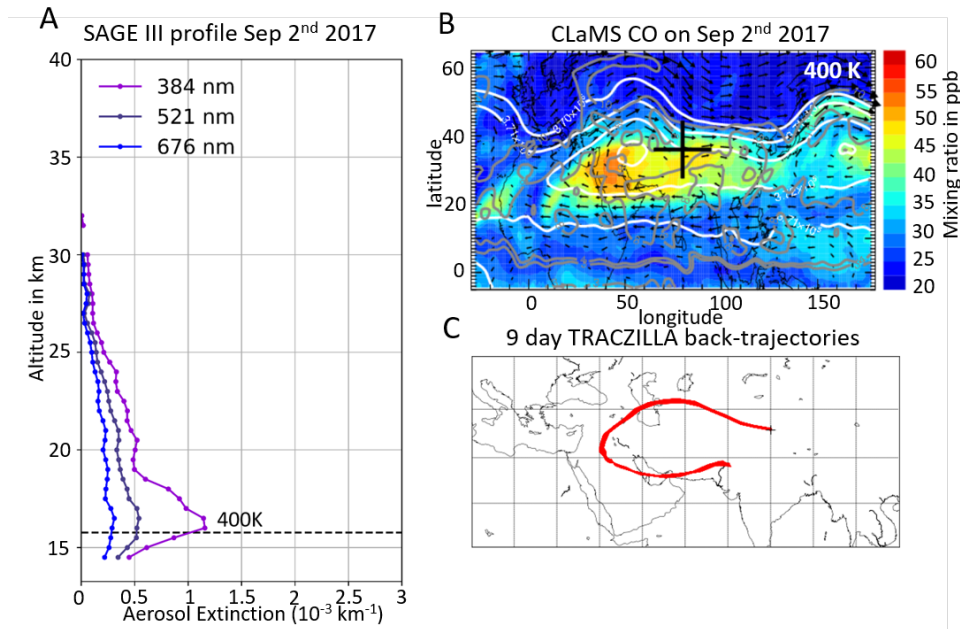 A
SAGE III profile Sep 2nd 2017
384 nm
521 nm
676 nm
40
35
30
25
20
15
Altitude in km
400K
0 0.5 1 1.5 2 2.5 3
Aerosol Extinction (10-3 km-1)
B
CLaMS CO on Sep 2nd 2017
400 K
60
40
20
0
latitude
0 50 100 150
longitude
60
55
50
45
40
35
30
25
20
Mixing ratio in ppb
C
9 day TRACZILLA back-trajectories